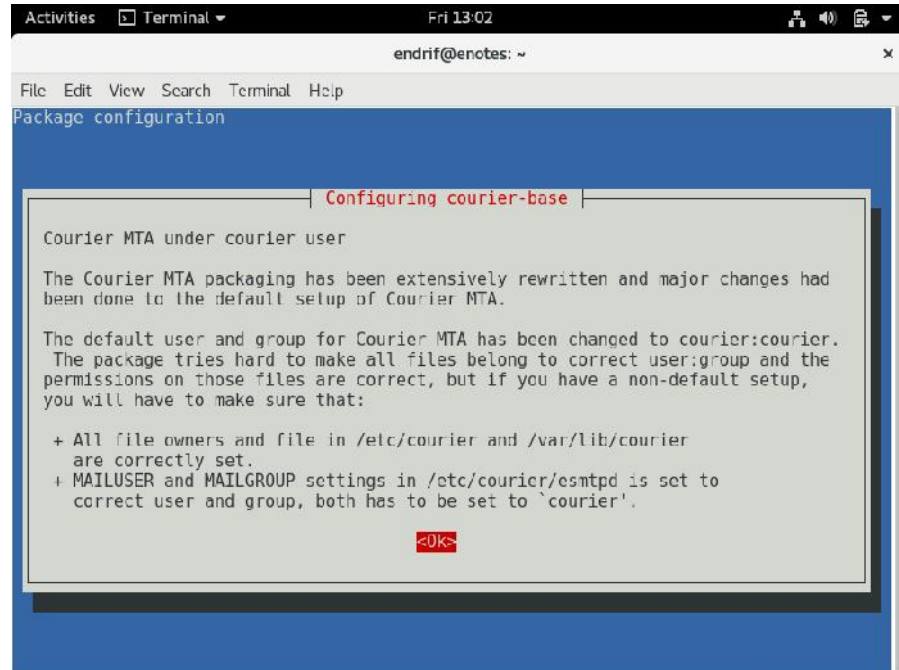 Activities Terminal Fri 13:02
endrif@enotes: ~ ×
File Edit View Search Terminal Help
Package configuration
Configuring courier-base
Courier MTA under courier user
The Courier MTA packaging has been extensively rewritten and major changes had
been done to the default setup of Courier MTA.
The default user and group for Courier MTA has been changed to courier:courier.
The package tries hard to make all files belong to correct user:group and the
permissions on those files are correct, but if you have a non-default setup,
you will have to make sure that:
+ All file owners and file in /etc/courier and /var/lib/courier
are correctly set.
+ MAILUSER and MAILGROUP settings in /etc/courier/esmtpd is set to
correct user and group, both has to be set to `courier'.
<Ok>